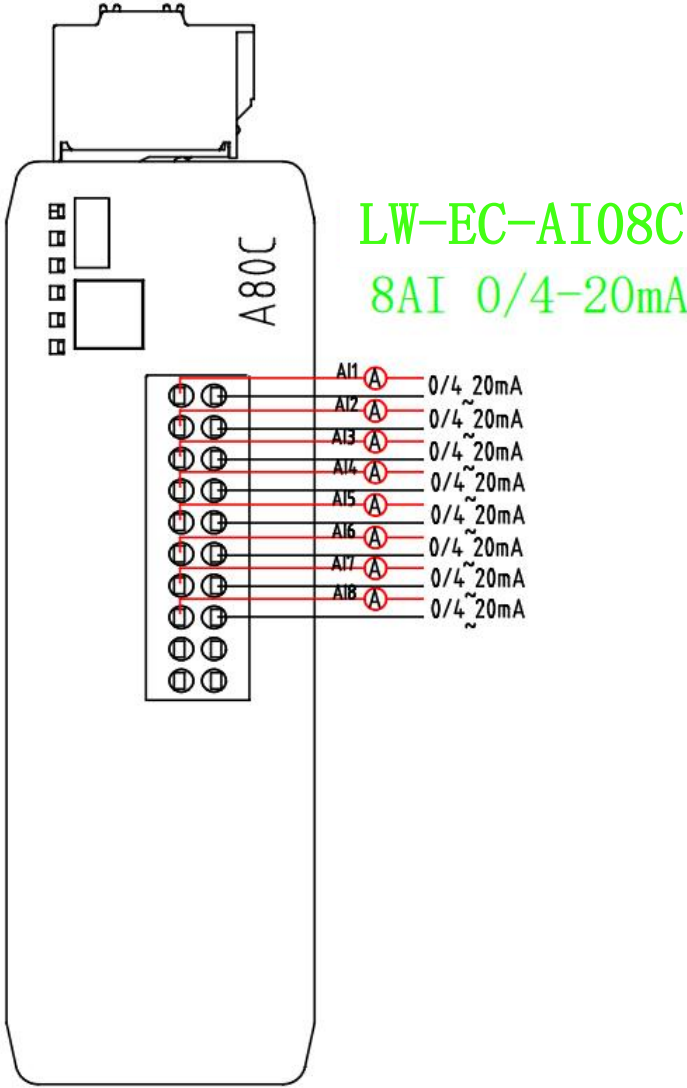 LW-EC-AI08C
8AI 0/4-20mA
A80C
AI1 A 0/4~20mA
AI2 A 0/4~20mA
AI3 A 0/4~20mA
AI4 A 0/4~20mA
AI5 A 0/4~20mA
AI6 A 0/4~20mA
AI7 A 0/4~20mA
AI8 A 0/4~20mA